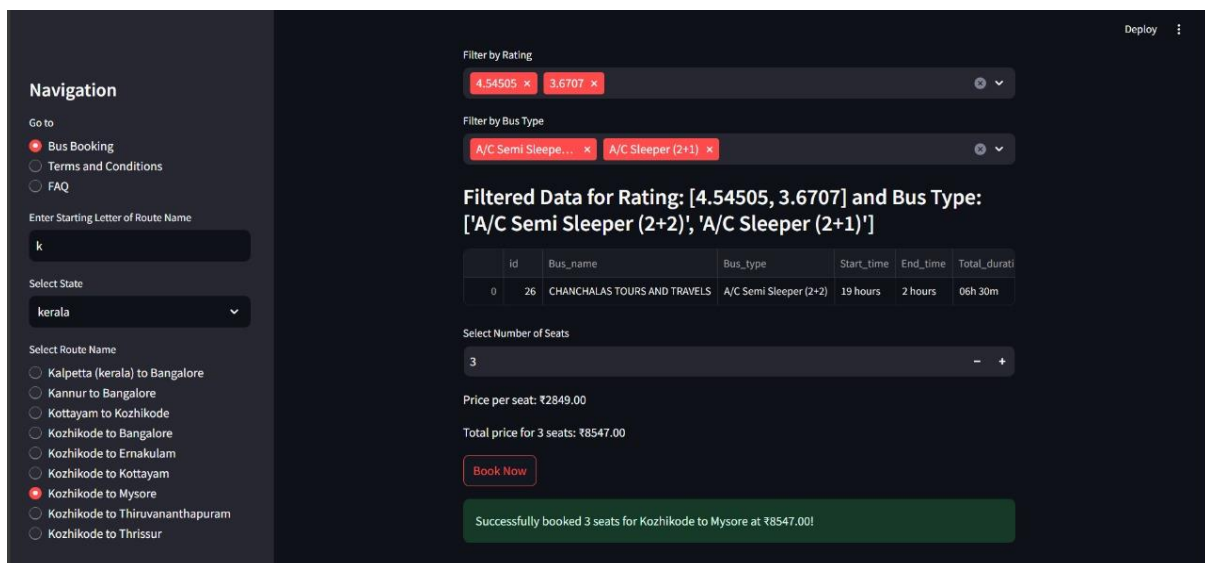 Deploy
Navigation
Go to
Bus Booking
Terms and Conditions
FAQ
Enter Starting Letter of Route Name
k
Select State
kerala
Select Route Name
Kalpetta (kerala) to Bangalore
Kannur to Bangalore
Kottayam to Kozhikode
Kozhikode to Bangalore
Kozhikode to Ernakulam
Kozhikode to Kottayam
Kozhikode to Mysore
Kozhikode to Thiruvananthapuram
Kozhikode to Thrissur
Filter by Rating
4.54505 × 3.6707 ×
Filter by Bus Type
A/C Semi Sleepe... × A/C Sleeper (2+1) ×
Filtered Data for Rating: [4.54505, 3.6707] and Bus Type:
['A/C Semi Sleeper (2+2)', 'A/C Sleeper (2+1)']
id Bus_name Bus_type Start_time End_time Total_durati
0 26 CHANCHALAS TOURS AND TRAVELS A/C Semi Sleeper (2+2) 19 hours 2 hours 06h 30m
Select Number of Seats
3 − +
Price per seat: ₹2849.00
Total price for 3 seats: ₹8547.00
Book Now
Successfully booked 3 seats for Kozhikode to Mysore at ₹8547.00!